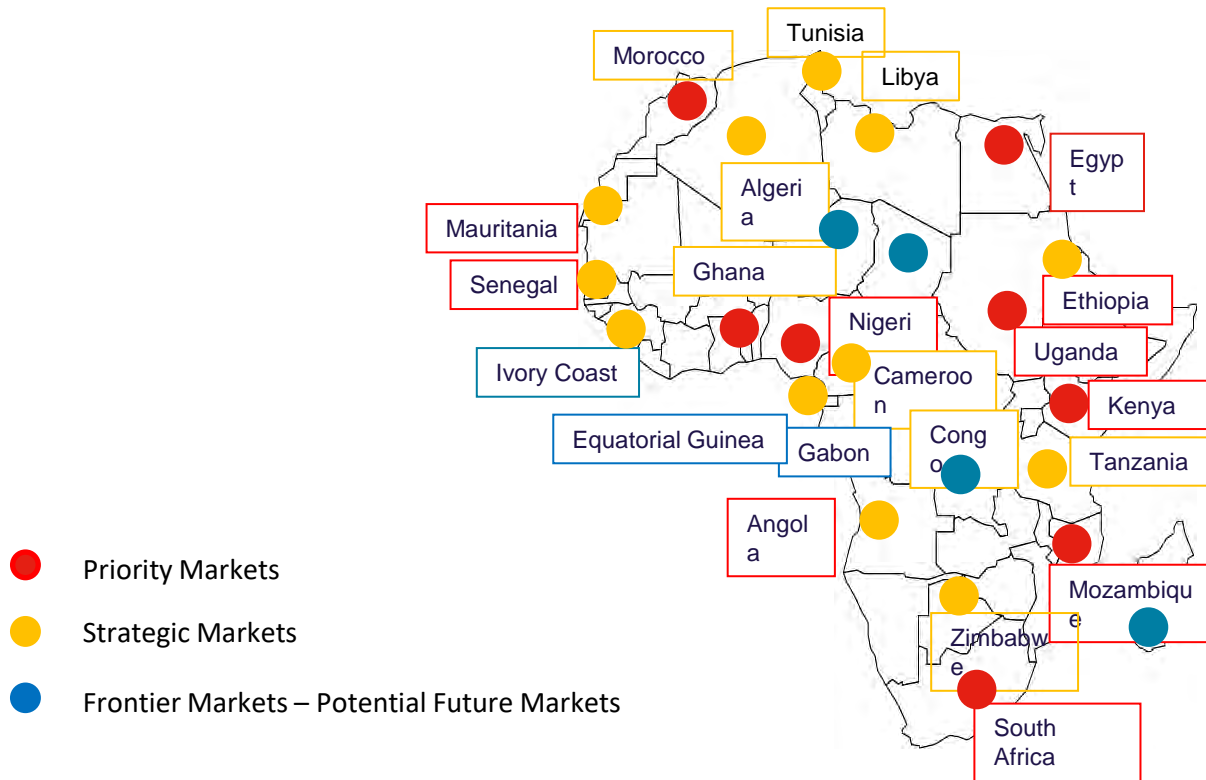 Tunisia
Morocco
Libya
Egyp
t
Algeri
a
Mauritania
Ghana
Senegal
Ethiopia
Nigeri
Uganda
Ivory Coast
Cameroo
n
Kenya
Equatorial Guinea
Gabon
Cong
o
Tanzania
Angol
a
Priority Markets
Mozambiqu
e
Strategic Markets
Zimbabw
e
Frontier Markets – Potential Future Markets
South
Africa